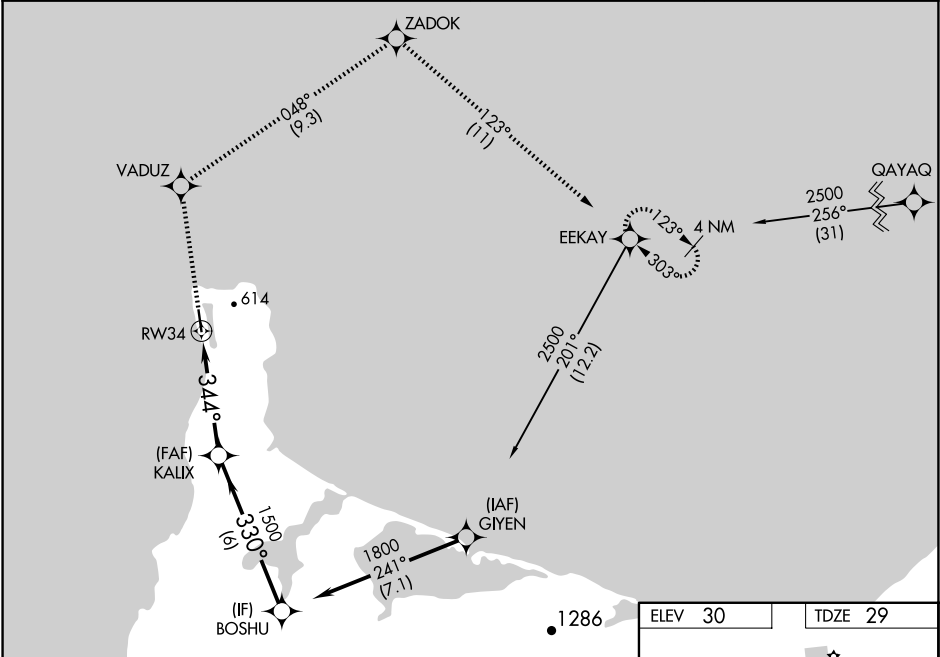 ZADOK
048°
(9.3)
123°
(11)
VADUZ
QAYAQ
2500
256°
(31)
EEKAY
123°
4 NM
303°
614
RW34
2500
201°
(12.2)
344°
(FAF)
KALIX
(IAF)
GIYEN
1500
330°
(6)
1800
241°
(7.1)
(IF)
BOSHU
1286
ELEV 30
TDZE 29